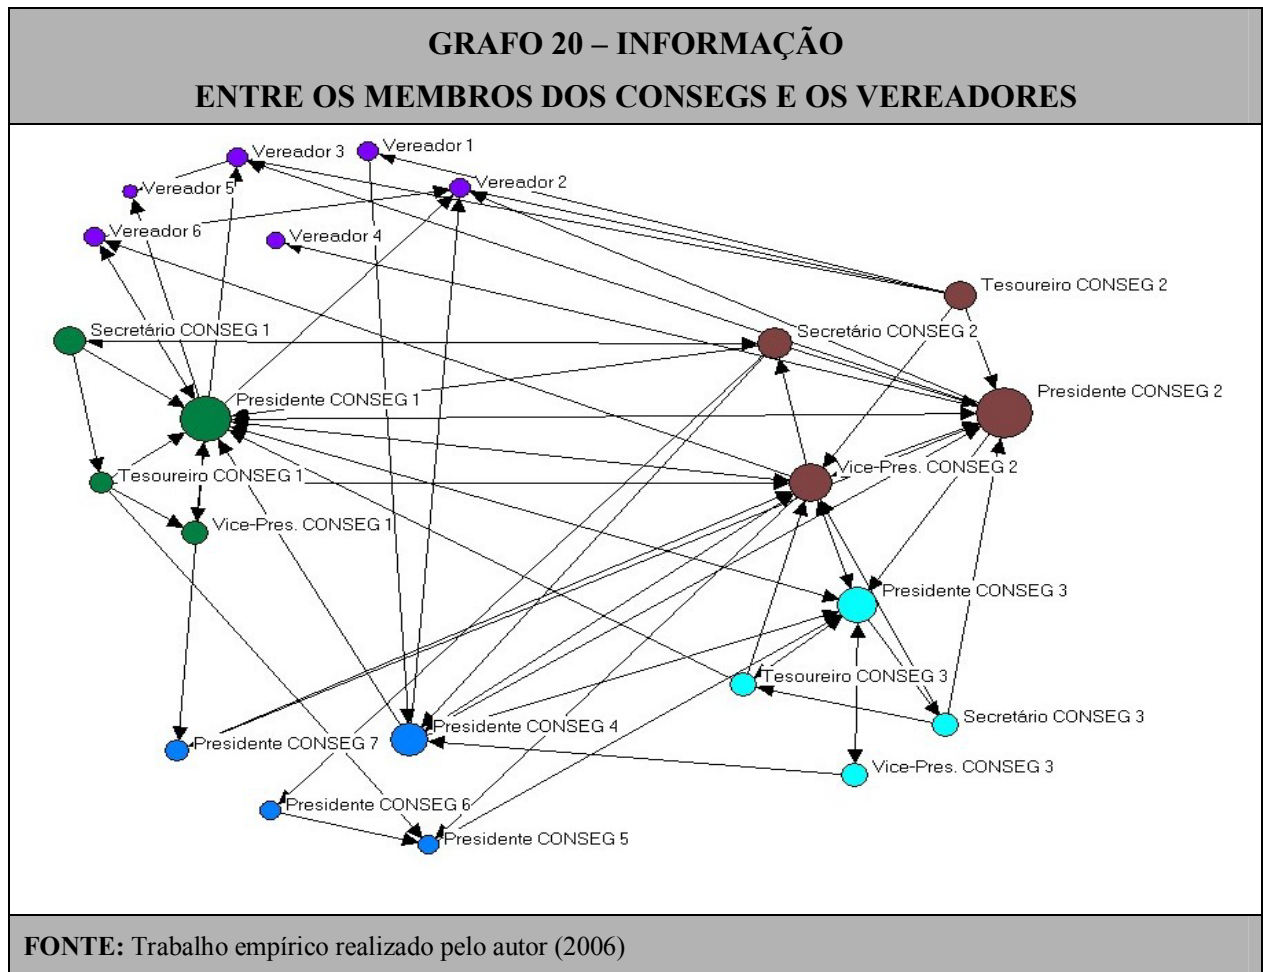 GRAFO 20 – INFORMAÇÃO
ENTRE OS MEMBROS DOS CONSEGS E OS VEREADORES
Vereador 3
Vereador 1
Vereador 5
Vereador 2
Vereador 6
Vereador 4
Tesoureiro CONSEG 2
Secretário CONSEG 1
Secretário CONSEG 2
Presidente CONSEG 1
Presidente CONSEG 2
Tesoureiro CONSEG 1
Vice-Pres. CONSEG 2
Vice-Pres. CONSEG 1
Presidente CONSEG 3
Tesoureiro CONSEG 3
Secretário CONSEG 3
Presidente CONSEG 7
Presidente CONSEG 4
Vice-Pres. CONSEG 3
Presidente CONSEG 6
Presidente CONSEG 5
FONTE: Trabalho empírico realizado pelo autor (2006)